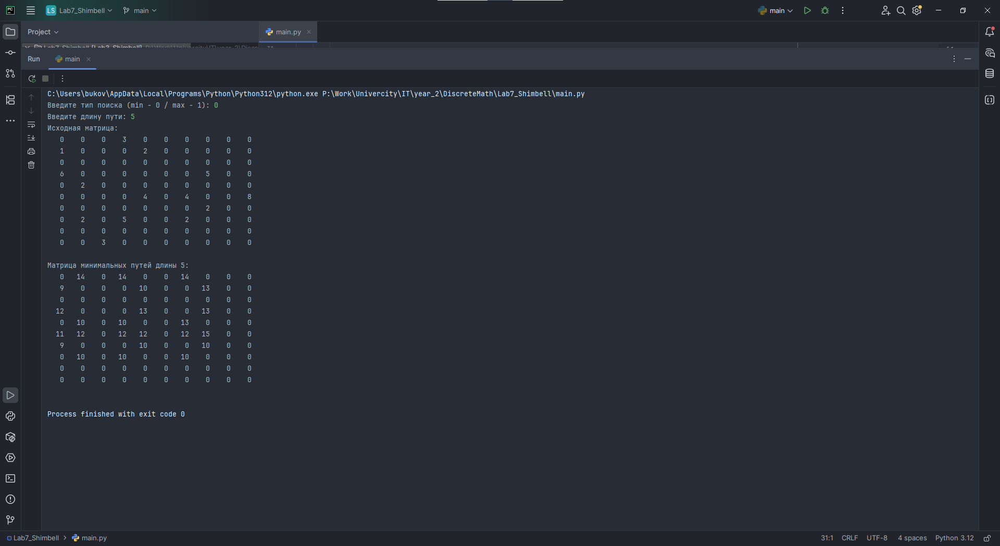 PC LS Lab7_Shimbell main main
Project main.py
Run main
C:\Users\bukov\AppData\Local\Programs\Python\Python312\python.exe P:\Work\Univercity\IT\year_2\DiscreteMath\Lab7_Shimbell\main.py
Введите тип поиска (min - 0 / max - 1): 0
Введите длину пути: 5
Исходная матрица:
0 0 0 3 0 0 0 0 0 0
1 0 0 0 2 0 0 0 0 0
0 0 0 0 0 0 0 0 0 0
6 0 0 0 0 0 0 5 0 0
0 2 0 0 0 0 0 0 0 0
0 0 0 0 4 0 4 0 0 8
0 0 0 0 0 0 0 2 0 0
0 2 0 5 0 0 2 0 0 0
0 0 0 0 0 0 0 0 0 0
0 0 3 0 0 0 0 0 0 0
Матрица минимальных путей длины 5:
0 14 0 14 0 0 14 0 0 0
9 0 0 0 10 0 0 13 0 0
0 0 0 0 0 0 0 0 0 0
12 0 0 0 13 0 0 13 0 0
0 10 0 10 0 0 13 0 0 0
11 12 0 12 12 0 12 15 0 0
9 0 0 0 10 0 0 10 0 0
0 10 0 10 0 0 10 0 0 0
0 0 0 0 0 0 0 0 0 0
0 0 0 0 0 0 0 0 0 0
Process finished with exit code 0
Lab7_Shimbell main.py 31:1 CRLF UTF-8 4 spaces Python 3.12